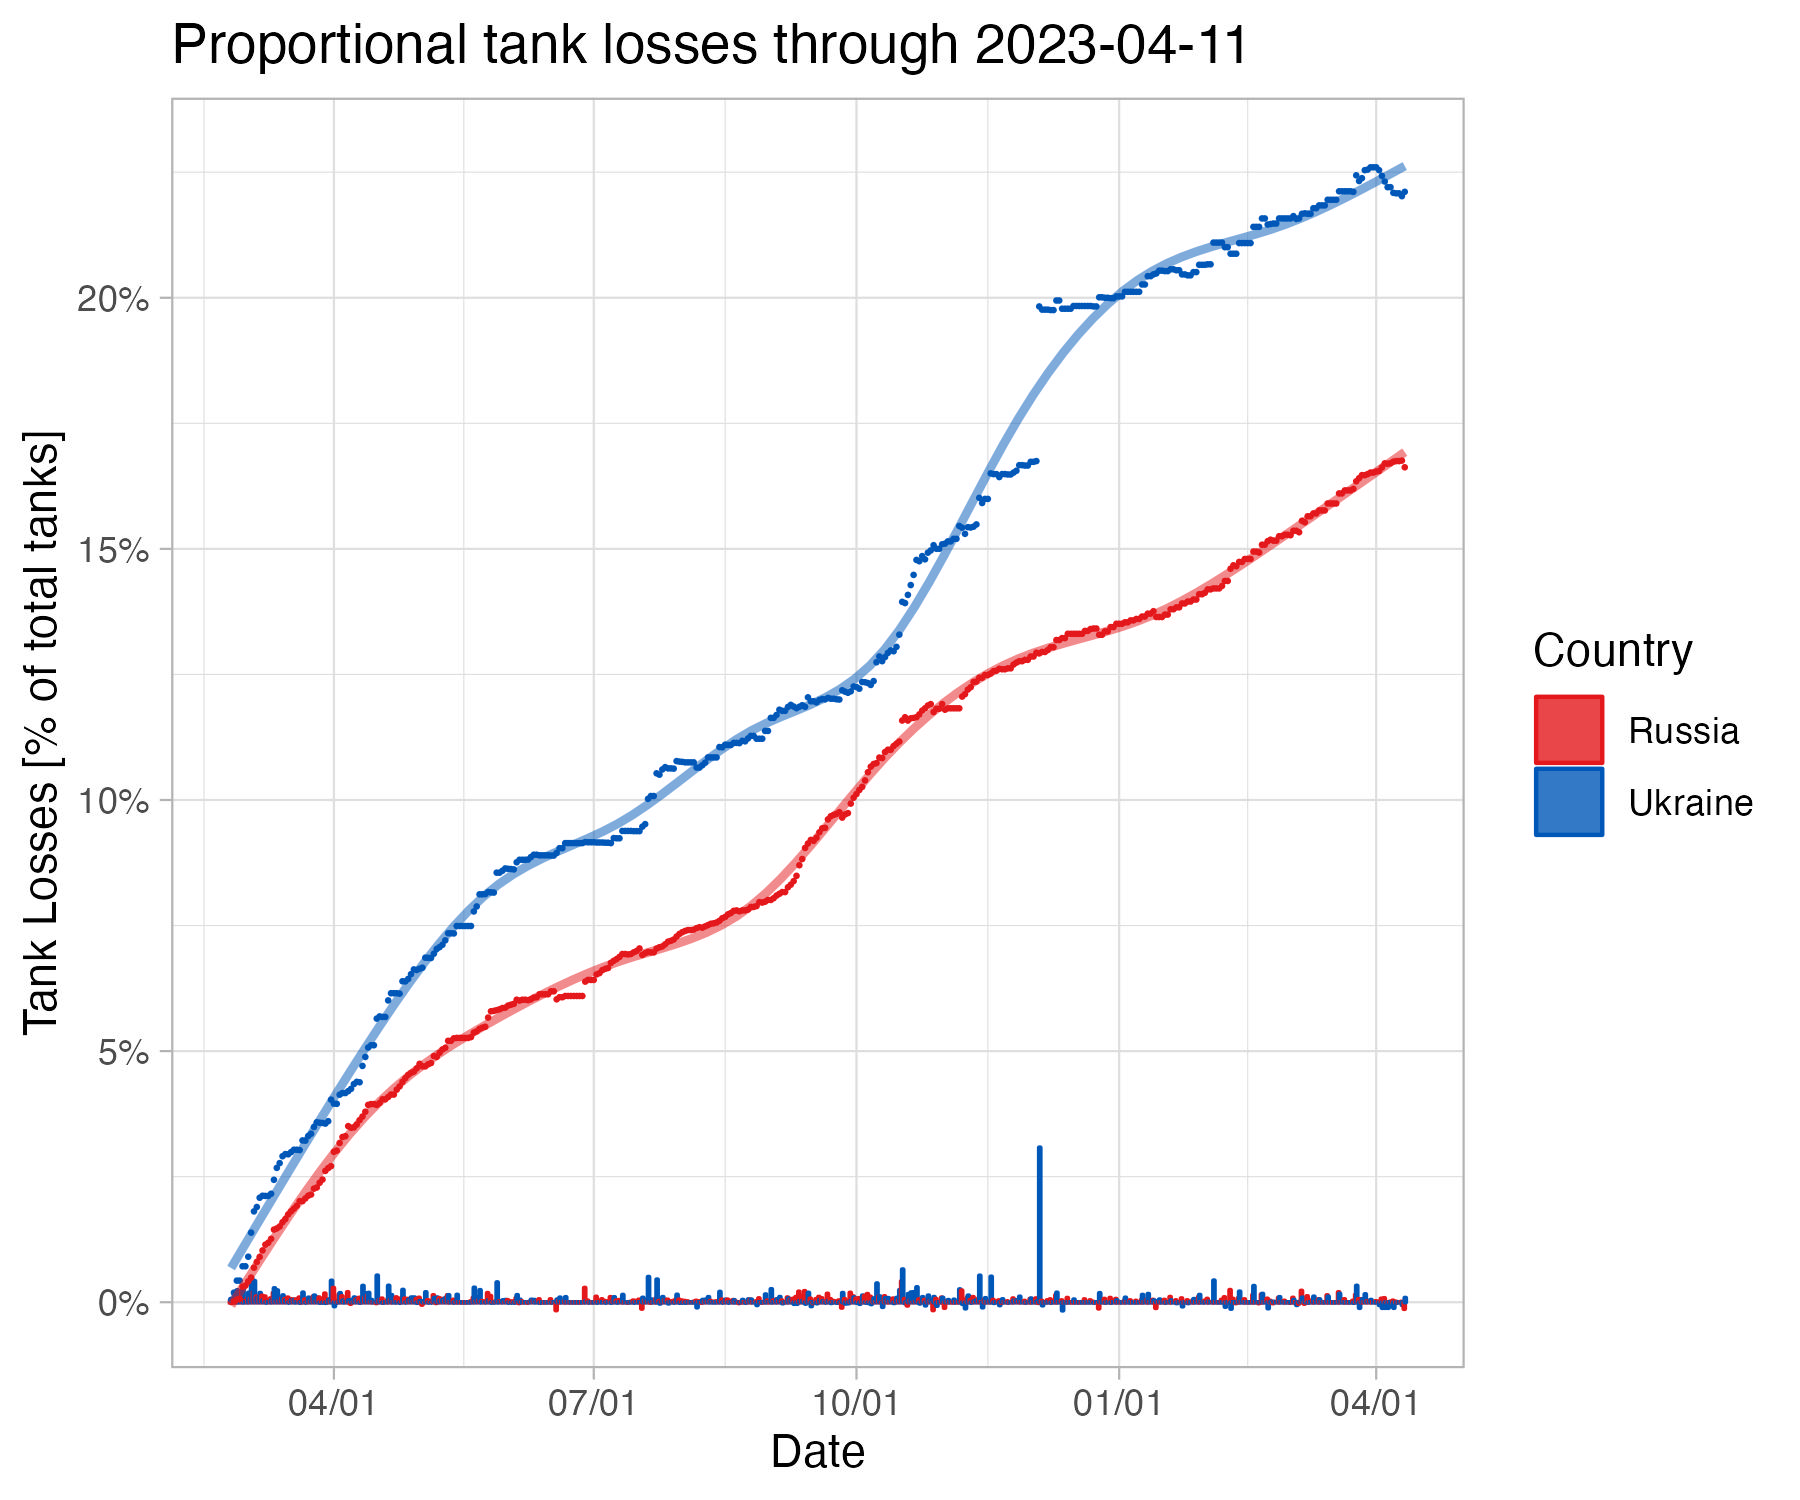 Proportional tank losses through 2023-04-11
Tank Losses [% of total tanks]
20%
15%
10%
5%
0%
04/01
07/01
10/01
01/01
04/01
Date
Country
Russia
Ukraine